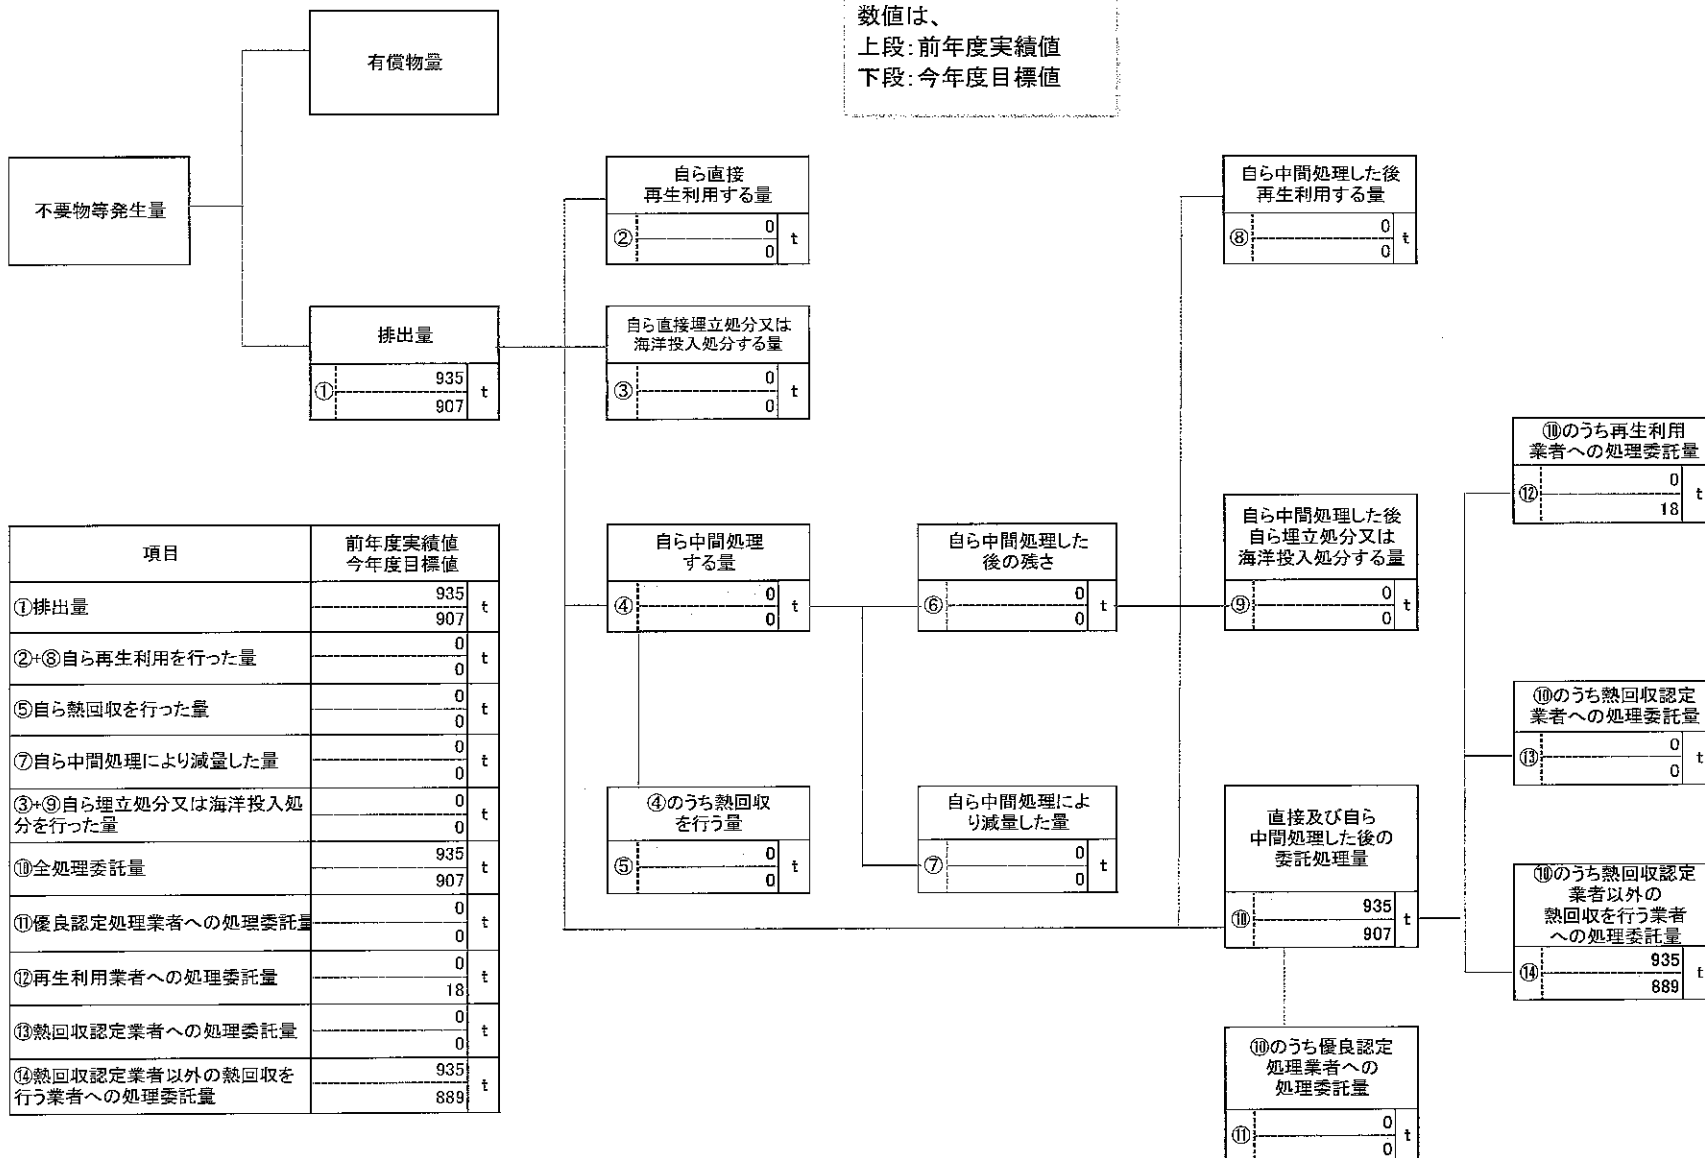 数値は、
上段:前年度実績値
下段:今年度目標値
有償物量
不要物等発生量
排出量
① 935 t
907
自ら直接
再生利用する量
② 0 t
0
自ら直接埋立処分又は
海洋投入処分する量
③ 0 t
0
自ら中間処理した後
再生利用する量
⑧ 0 t
0
自ら中間処理
する量
④ 0 t
0
自ら中間処理した
後の残さ
⑥ 0 t
0
自ら中間処理した後
自ら埋立処分又は
海洋投入処分する量
⑨ 0 t
0
④のうち熱回収
を行う量
⑤ 0 t
0
自ら中間処理によ
り減量した量
⑦ 0 t
0
直接及び自ら
中間処理した後の
委託処理量
⑩ 935 t
907
⑩のうち優良認定
処理業者への
処理委託量
⑪ 0 t
0
⑩のうち再生利用
業者への処理委託量
⑫ 0 t
18
⑩のうち熱回収認定
業者への処理委託量
⑬ 0 t
0
⑩のうち熱回収認定
業者以外の
熱回収を行う業者
への処理委託量
⑭ 935 t
889
項目 前年度実績値
今年度目標値
①排出量 935 t
907
②+⑧自ら再生利用を行った量 0 t
0
⑤自ら熱回収を行った量 0 t
0
⑦自ら中間処理により減量した量 0 t
0
③+⑨自ら埋立処分又は海洋投入処 0 t
分を行った量 0
⑩全処理委託量 935 t
907
⑪優良認定処理業者への処理委託量 0 t
0
⑫再生利用業者への処理委託量 0 t
18
⑬熱回収認定業者への処理委託量 0 t
0
⑭熱回収認定業者以外の熱回収を 935 t
行う業者への処理委託量 889